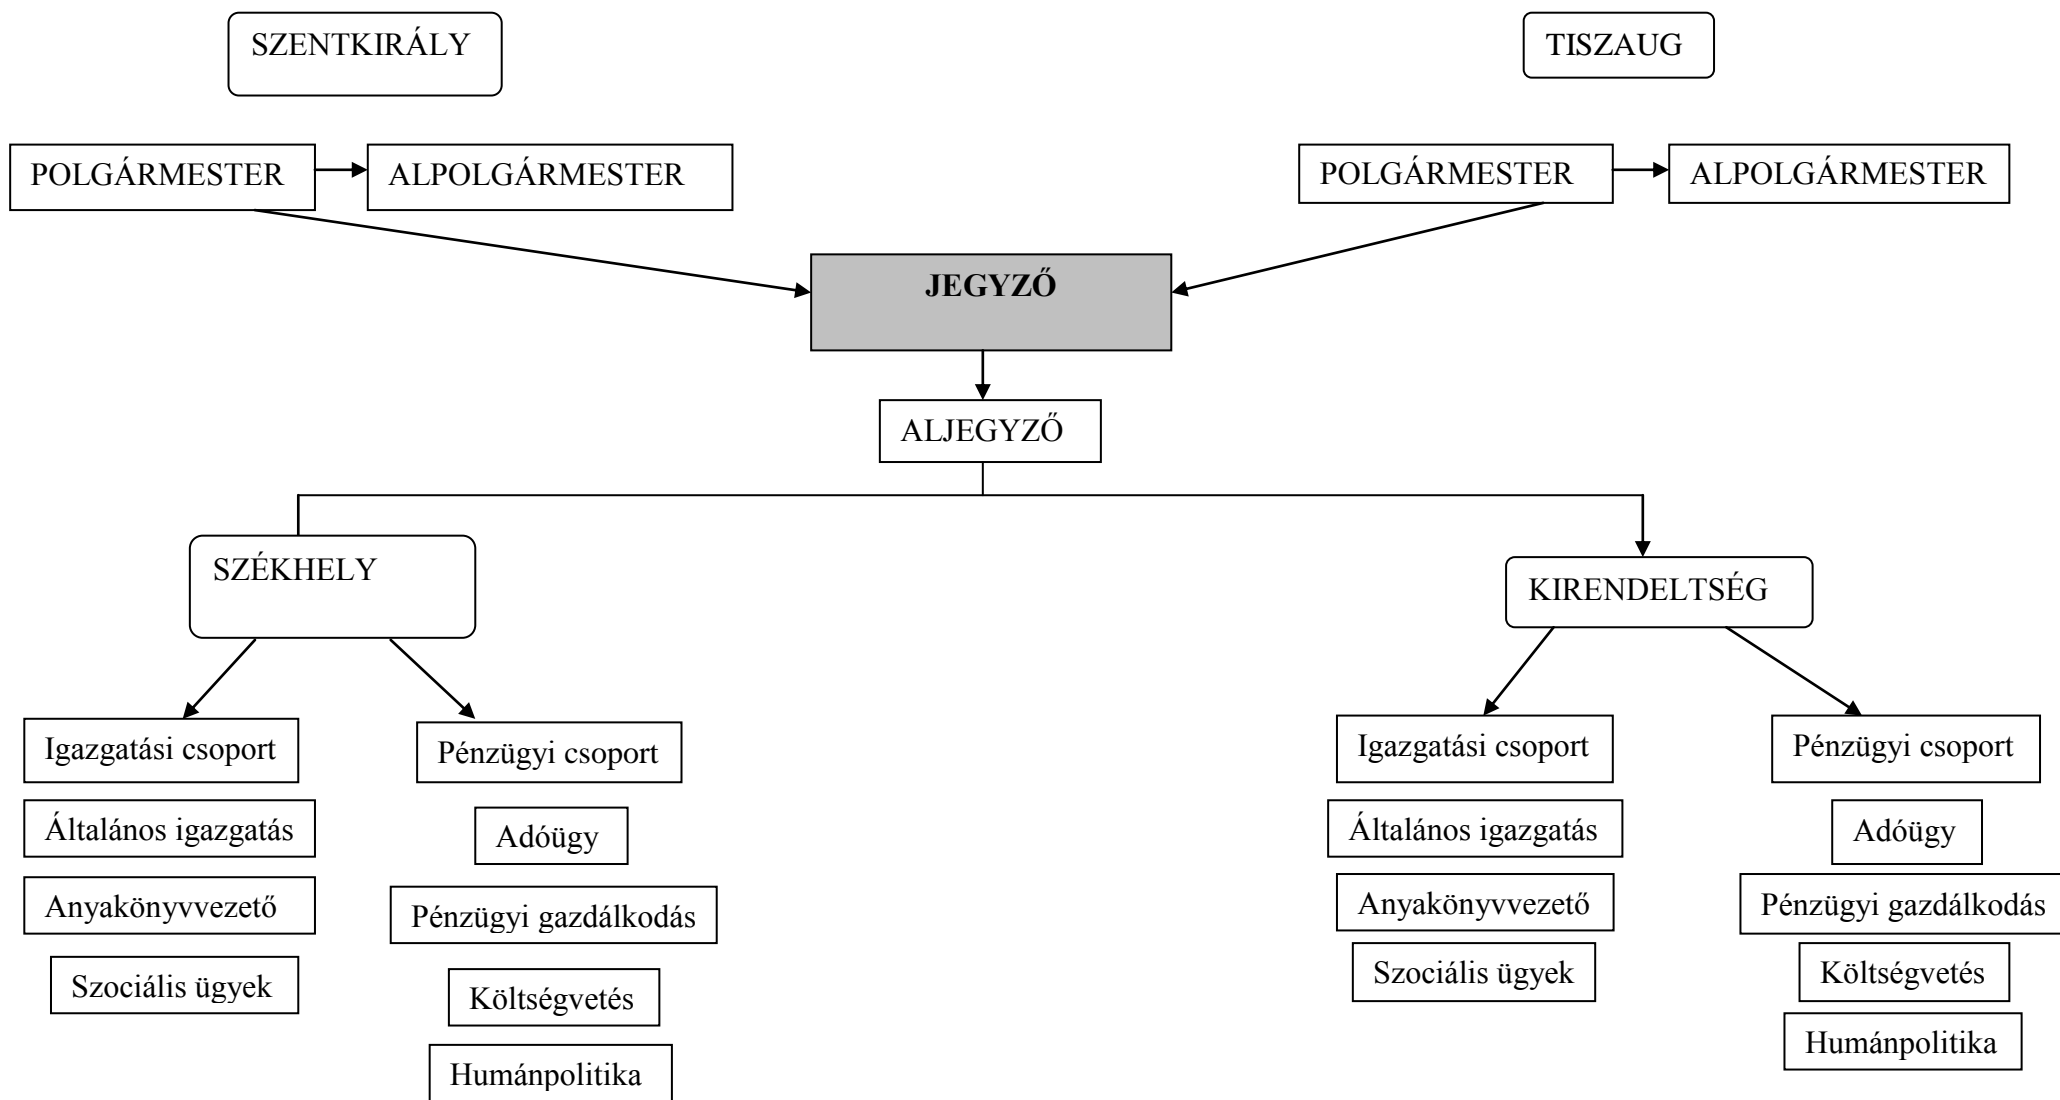 SZENTKIRÁLY
TISZAUG
POLGÁRMESTER
ALPOLGÁRMESTER
POLGÁRMESTER
ALPOLGÁRMESTER
JEGYZŐ
ALJEGYZŐ
SZÉKHELY
KIRENDELTSÉG
Igazgatási csoport
Pénzügyi csoport
Igazgatási csoport
Pénzügyi csoport
Általános igazgatás
Adóügy
Általános igazgatás
Adóügy
Anyakönyvvezető
Pénzügyi gazdálkodás
Anyakönyvvezető
Pénzügyi gazdálkodás
Szociális ügyek
Költségvetés
Szociális ügyek
Költségvetés
Humánpolitika
Humánpolitika